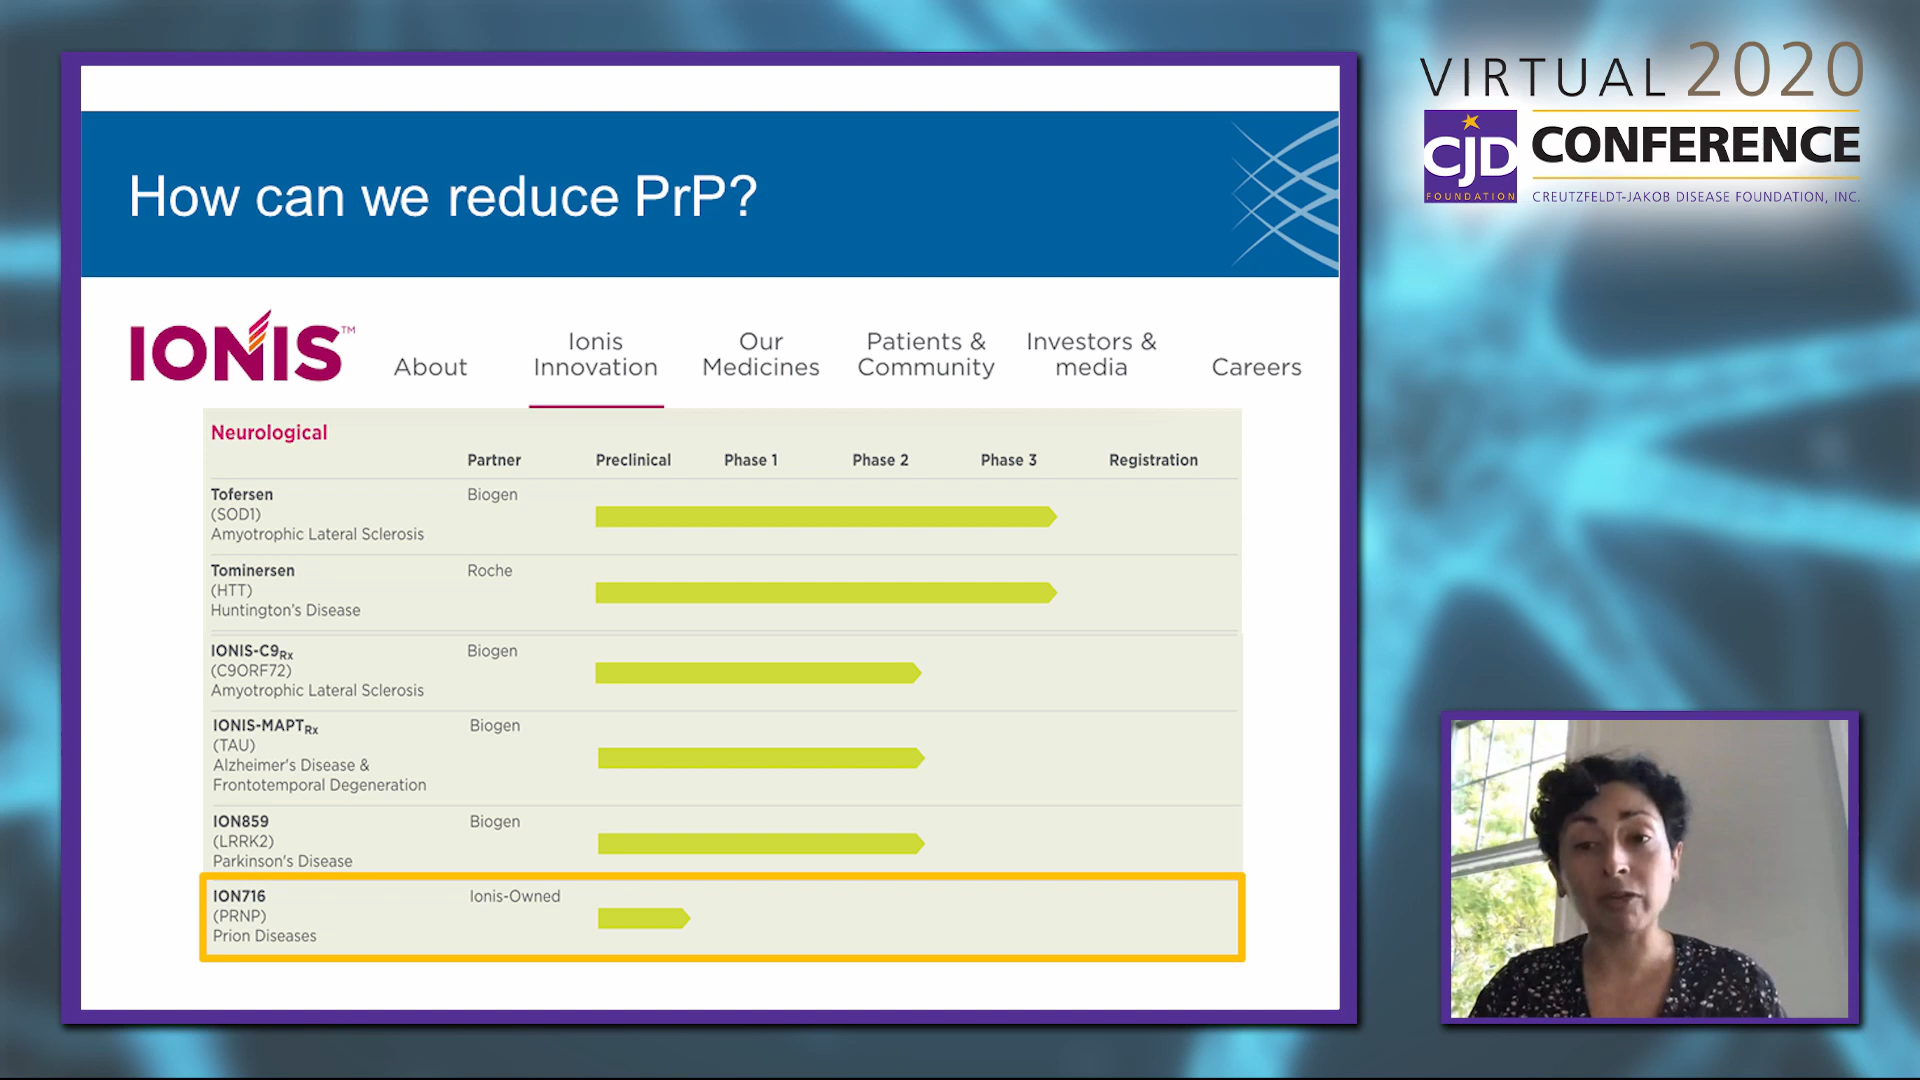 VIRTUAL 2020
CJD
FOUNDATION
CONFERENCE
CREUTZFELDT-JAKOB DISEASE FOUNDATION, INC.
How can we reduce PrP?
IONIS™
About
Ionis
Innovation
Our
Medicines
Patients &
Community
Investors &
media
Careers
Neurological
Partner Preclinical Phase 1 Phase 2 Phase 3 Registration
Tofersen Biogen
(SOD1)
Amyotrophic Lateral Sclerosis
Tominersen Roche
(HTT)
Huntington's Disease
IONIS-C9Rx Biogen
(C9ORF72)
Amyotrophic Lateral Sclerosis
IONIS-MAPTRx Biogen
(TAU)
Alzheimer's Disease &
Frontotemporal Degeneration
ION859 Biogen
(LRRK2)
Parkinson's Disease
ION716 Ionis-Owned
(PRNP)
Prion Diseases